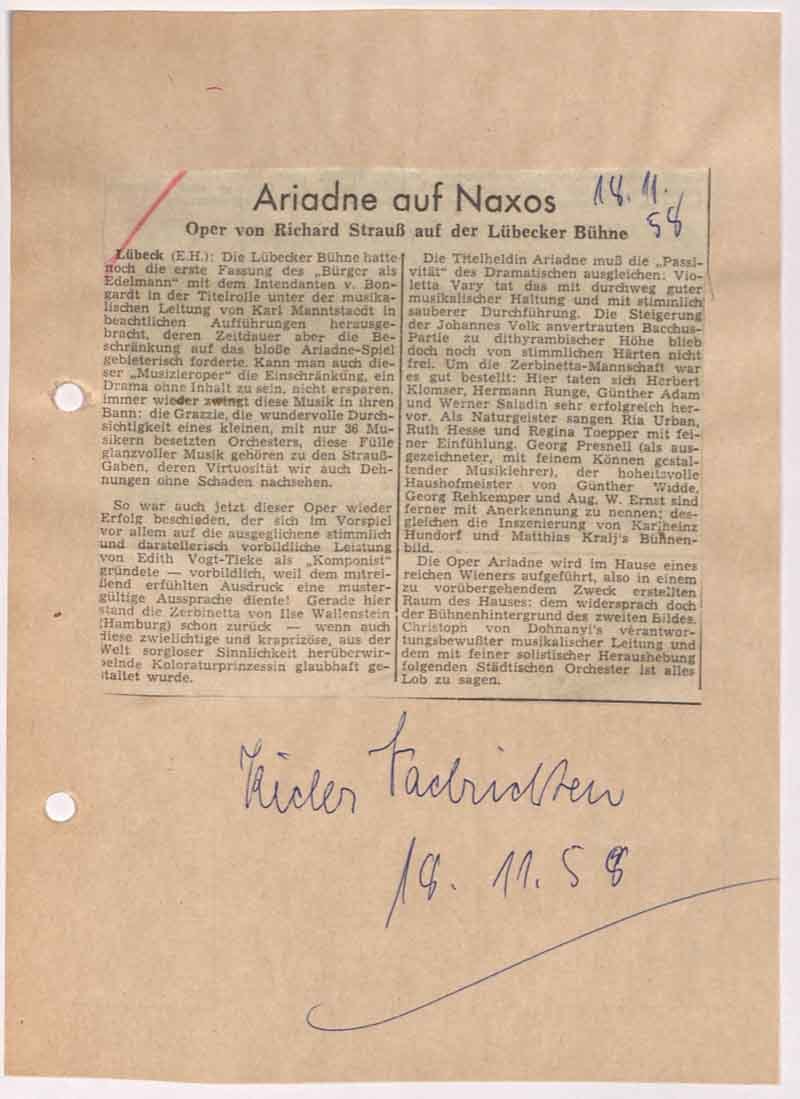 Ariadne auf Naxos
18. 11.
58
Oper von Richard Strauß auf der Lübecker Bühne
Lübeck (E.H.): Die Lübecker Bühne hatte
noch die erste Fassung des „Bürger als
Edelmann“ mit dem Intendanten v. Bon-
gardt in der Titelrolle unter der musika-
lischen Leitung von Karl Manntstaedt in
beachtlichen Aufführungen herausge-
bracht, deren Zeitdauer aber die Be-
schränkung auf das bloße Ariadne-Spiel
gebieterisch forderte. Kann man auch die-
ser „Musizieroper“ die Einschränkung, ein
Drama ohne Inhalt zu sein, nicht ersparen,
immer wieder zwingt diese Musik in ihren
Bann: die Grazzie, die wundervolle Durch-
sichtigkeit eines kleinen, mit nur 36 Mu-
sikern besetzten Orchesters, diese Fülle
glanzvoller Musik gehören zu den Strauß-
Gaben, deren Virtuosität wir auch Deh-
nungen ohne Schaden nachsehen.
So war auch jetzt dieser Oper wieder
Erfolg beschieden, der sich im Vorspiel
vor allem auf die ausgeglichene stimmlich
und darstellerisch vorbildliche Leistung
von Edith Vogt-Tieke als „Komponist“
gründete — vorbildlich, weil dem mitrei-
ßend erfühlten Ausdruck eine muster-
gültige Aussprache diente! Gerade hier
stand die Zerbinetta von Ilse Wallenstein
(Hamburg) schon zurück — wenn auch
diese zwielichtige und kraprizöse, aus der
Welt sorgloser Sinnlichkeit herüberwir-
belnde Koloraturprinzessin glaubhaft ge-
staltet wurde.
Die Titelheldin Ariadne muß die „Passi-
vität“ des Dramatischen ausgleichen: Vio-
letta Vary tat das mit durchweg guter
musikalischer Haltung und mit stimmlich
sauberer Durchführung. Die Steigerung
der Johannes Velk anvertrauten Bacchus-
Partie zu dithyrambischer Höhe blieb
doch noch von stimmlichen Härten nicht
frei. Um die Zerbinetta-Mannschaft war
es gut bestellt: Hier taten sich Herbert
Klomser, Hermann Runge, Günther Adam
und Werner Saladin sehr erfolgreich her-
vor. Als Naturgeister sangen Ria Urban,
Ruth Hesse und Regina Toepper mit fei-
ner Einfühlung. Georg Presnell (als aus-
gezeichneter, mit feinem Können gestal-
tender Musiklehrer), der hoheitsvolle
Haushofmeister von Günther Widde,
Georg Rehkemper und Aug. W. Ernst sind
ferner mit Anerkennung zu nennen; des-
gleichen die Inszenierung von Karlheinz
Hundorf und Matthias Kralj's Bühnen-
bild.
Die Oper Ariadne wird im Hause eines
reichen Wieners aufgeführt, also in einem
zu vorübergehendem Zweck erstellten
Raum des Hauses: dem widersprach doch
der Bühnenhintergrund des zweiten Bildes.
Christoph von Dohnanyi's verantwor-
tungsbewußter musikalischer Leitung und
dem mit feiner solistischer Heraushebung
folgenden Städtischen Orchester ist alles
Lob zu sagen.
Kieler Nachrichten
18. 11. 58